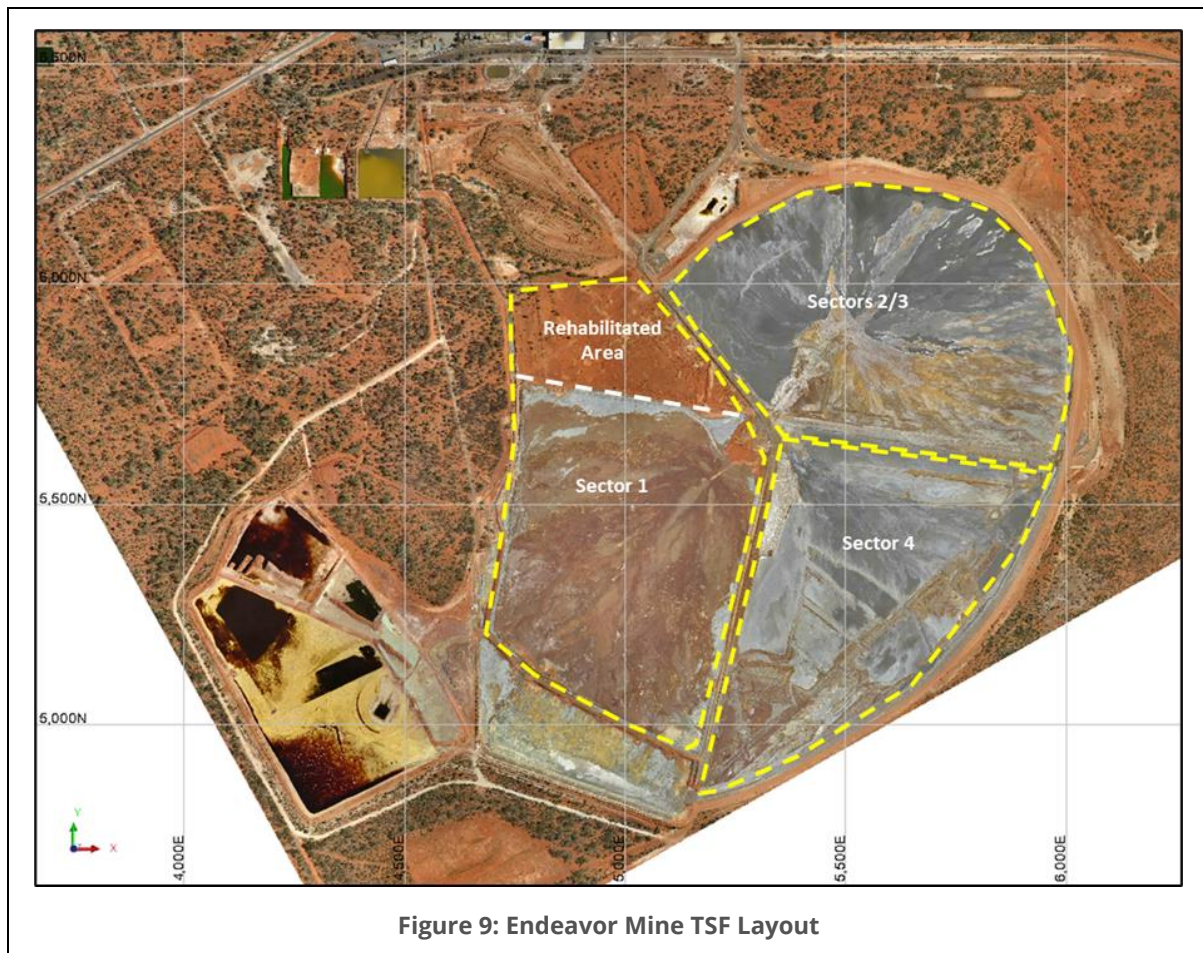 6,500N
6,000N
Sectors 2/3
Rehabilitated
Area
5,500N
Sector 1
Sector 4
5,000N
Y
X
4,000E
4,500E
5,000E
5,500E
6,000E
Figure 9: Endeavor Mine TSF Layout